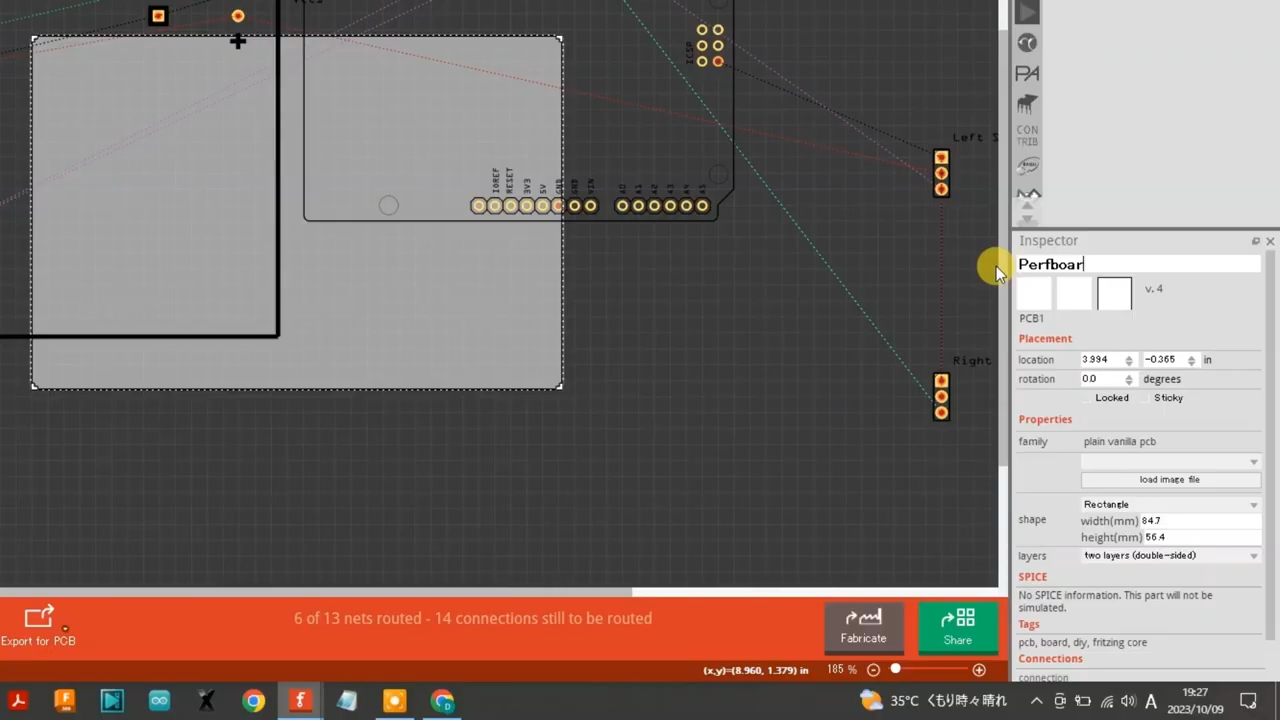 ICSP
IOREF
RESET
3V3
5V
GND
GND
VIN
A0
A1
A2
A3
A4
A5
Left S
Right
PA
CON
TRIB
Inspector
Perfboar
v. 4
PCB1
Placement
location 3.994 -0.365 in
rotation 0.0 degrees
Locked Sticky
Properties
family plain vanilla pcb
load image file
Rectangle
shape width(mm) 84.7
height(mm) 56.4
layers two layers (double-sided)
SPICE
No SPICE information. This part will not be
simulated.
Tags
pcb, board, diy, fritzing core
Connections
connection
Export for PCB
6 of 13 nets routed - 14 connections still to be routed
Fabricate
Share
(x,y)=(8.960, 1.379) in 185 %
35°C くもり時々晴れ
A
19:27
2023/10/09